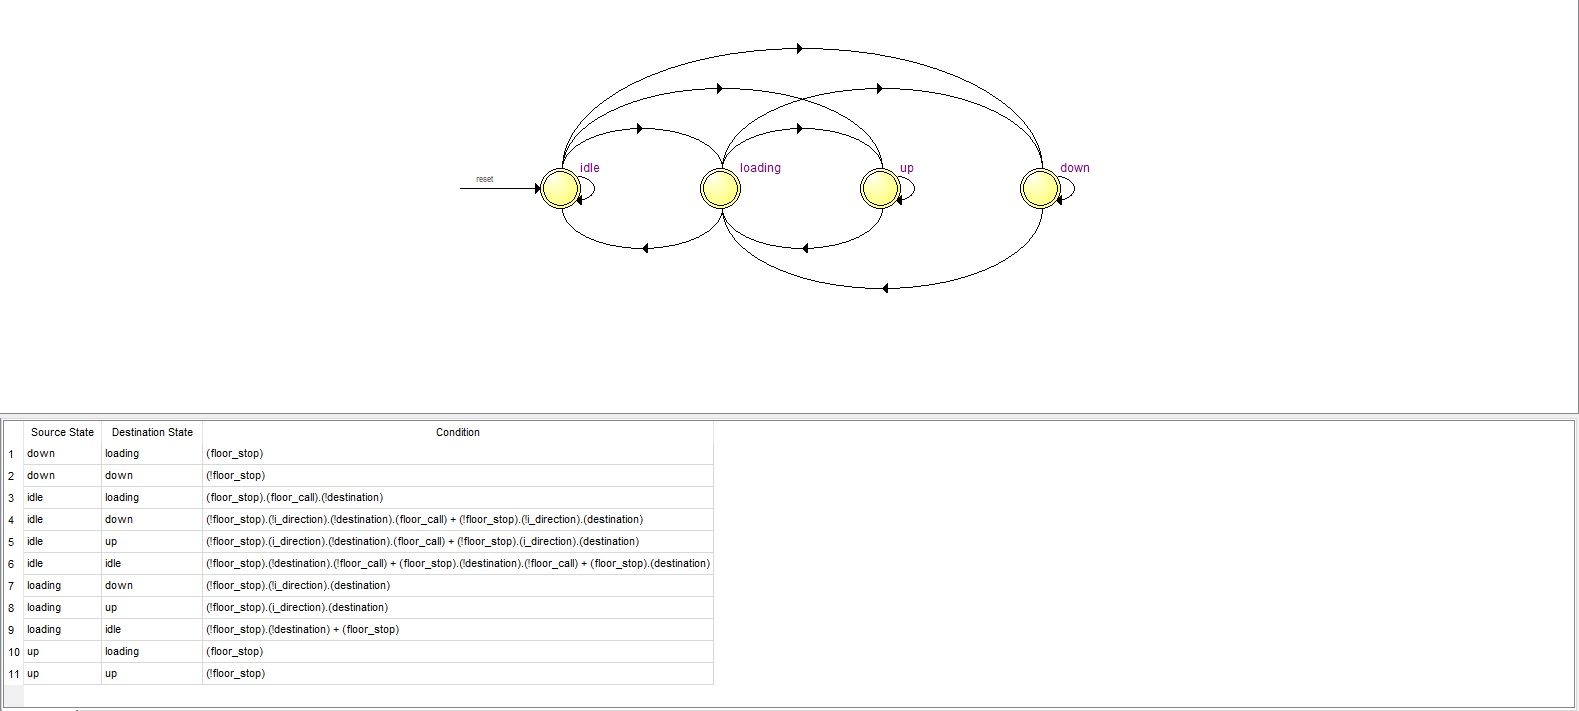 reset
idle
loading
up
down
Source State Destination State Condition
1 down loading (floor_stop)
2 down down (!floor_stop)
3 idle loading (floor_stop).(floor_call).(!destination)
4 idle down (!floor_stop).(!i_direction).(!destination).(floor_call) + (!floor_stop).(!i_direction).(destination)
5 idle up (!floor_stop).(i_direction).(!destination).(floor_call) + (!floor_stop).(i_direction).(destination)
6 idle idle (!floor_stop).(!destination).(!floor_call) + (floor_stop).(!destination).(!floor_call) + (floor_stop).(destination)
7 loading down (!floor_stop).(!i_direction).(destination)
8 loading up (!floor_stop).(i_direction).(destination)
9 loading idle (!floor_stop).(!destination) + (floor_stop)
10 up loading (floor_stop)
11 up up (!floor_stop)